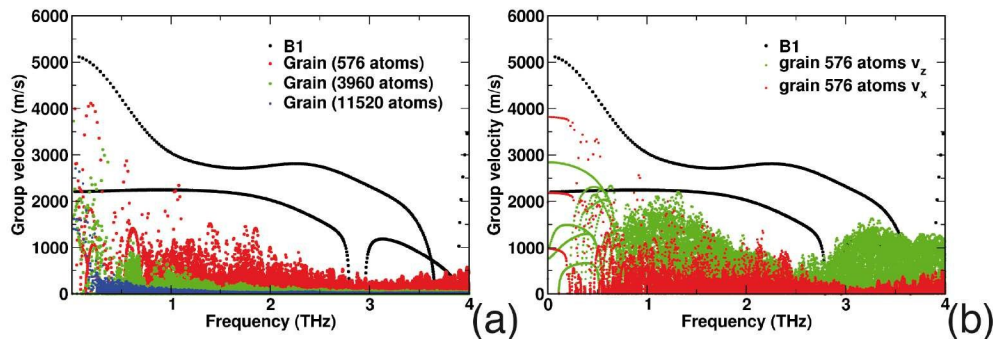 6000
5000
4000
3000
2000
1000
0
Group velocity (m/s)
B1
Grain (576 atoms)
Grain (3960 atoms)
Grain (11520 atoms)
1 2 3 4
Frequency (THz)
(a)
6000
5000
4000
3000
2000
1000
0
Group velocity (m/s)
B1
grain 576 atoms vz
grain 576 atoms vx
0 1 2 3 4
Frequency (THz)
(b)